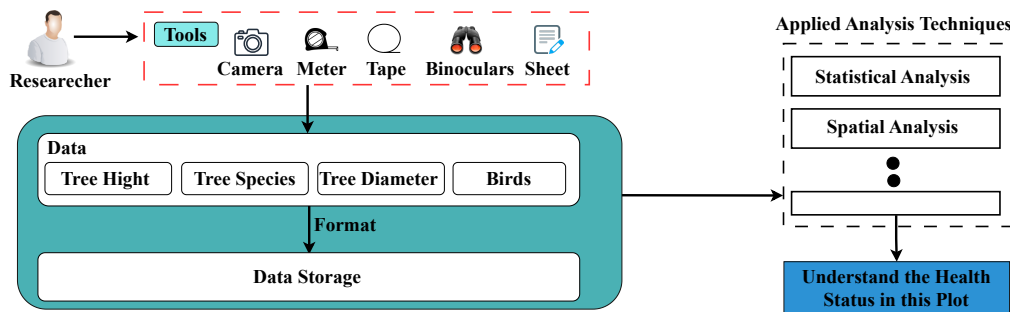 Researecher
Tools
Camera
Meter
Tape
Binoculars
Sheet
Data
Tree Hight
Tree Species
Tree Diameter
Birds
Format
Data Storage
Applied Analysis Techniques
Statistical Analysis
Spatial Analysis
Understand the Health
Status in this Plot